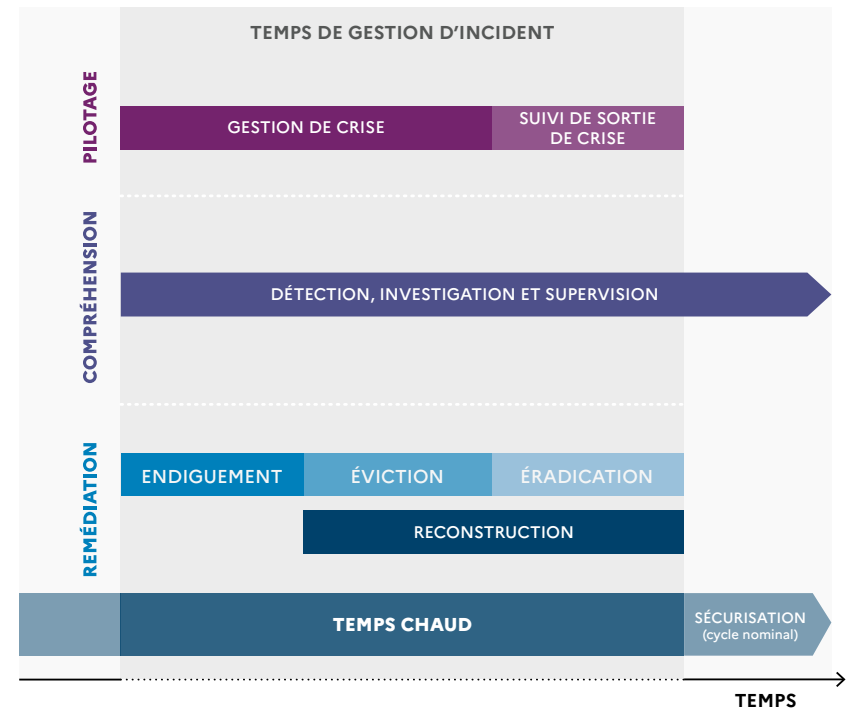 TEMPS DE GESTION D'INCIDENT
PILOTAGE
GESTION DE CRISE
SUIVI DE SORTIE
DE CRISE
COMPRÉHENSION
DÉTECTION, INVESTIGATION ET SUPERVISION
REMÉDIATION
ENDIGUEMENT
ÉVICTION
ÉRADICATION
RECONSTRUCTION
TEMPS CHAUD
SÉCURISATION
(cycle nominal)
TEMPS